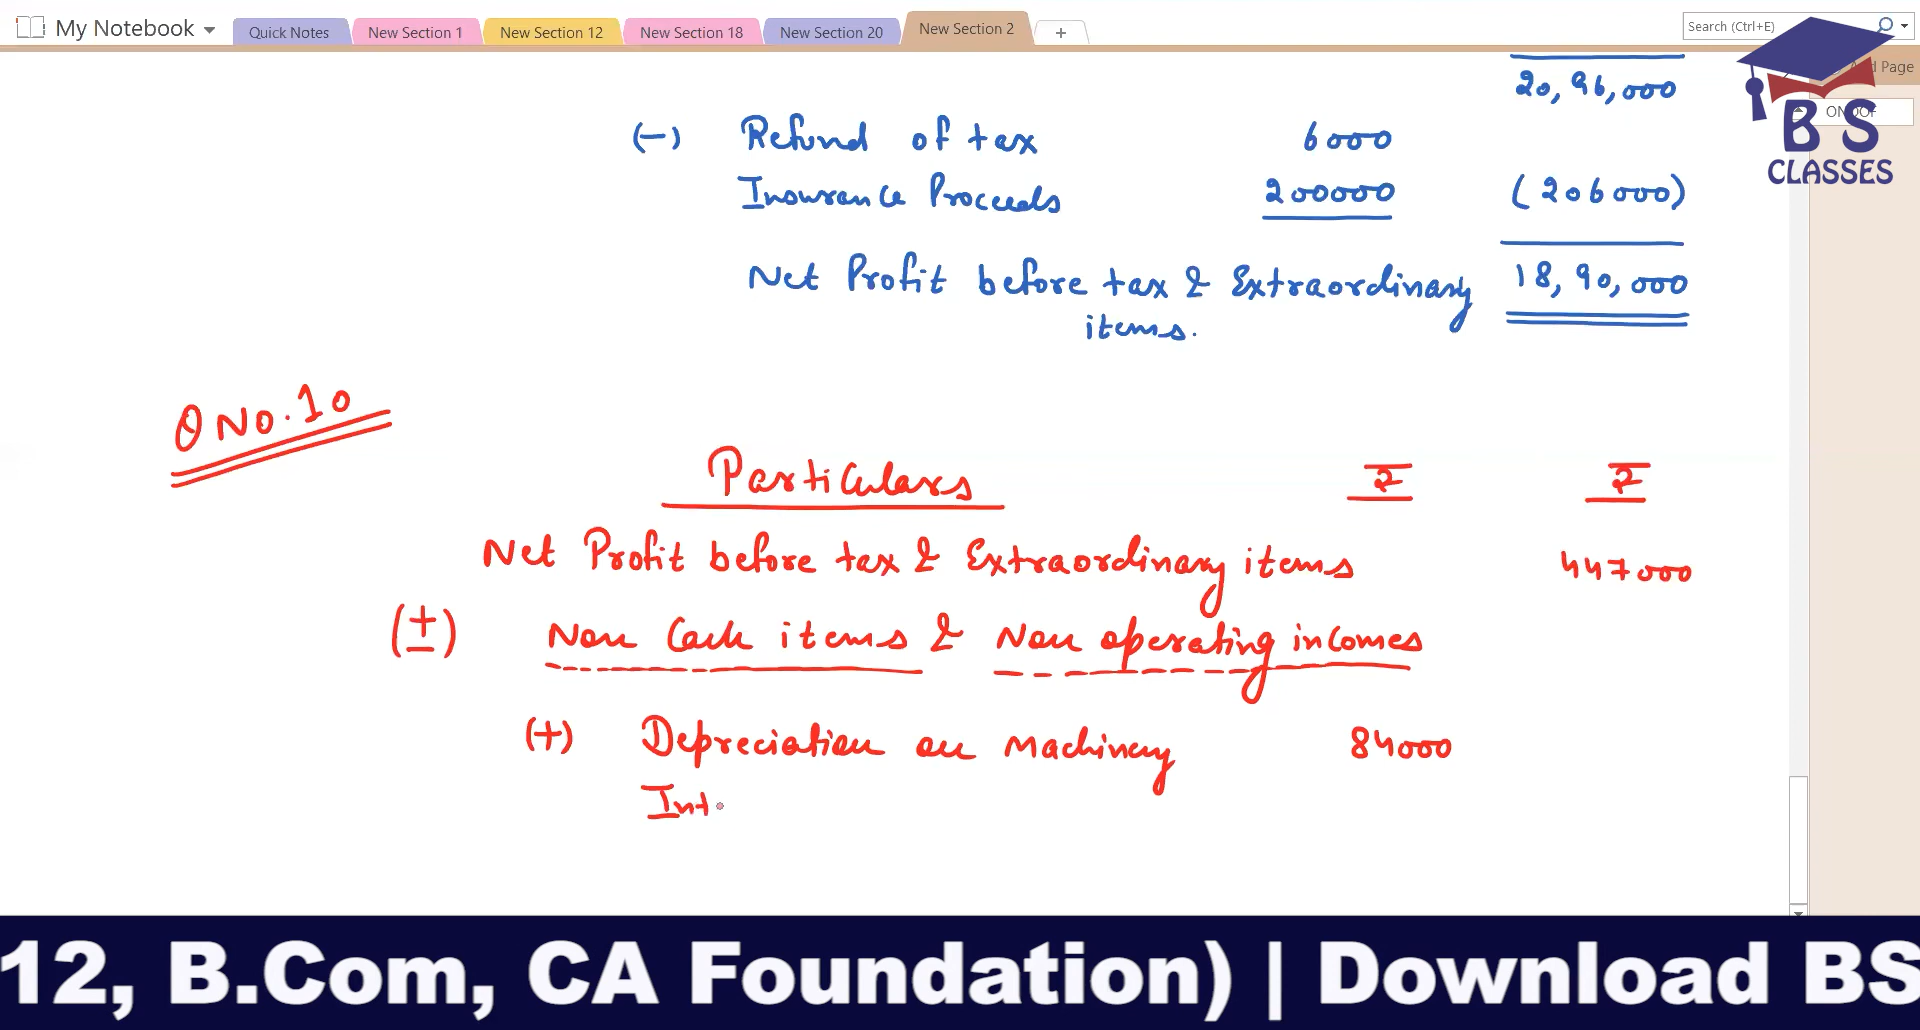 My Notebook Quick Notes New Section 1 New Section 12 New Section 18 New Section 20 New Section 2 + Search (Ctrl+E)
d Page
20,96,000
(-) Refund of tax 6000
Insurance Proceeds 200000 (206000)
Net Profit before tax & Extraordinary 18,90,000
items.
BS
CLASSES
Q No. 10
Particulars ₹ ₹
Net Profit before tax & Extraordinary items 447000
(±) Non Cash items & Non operating incomes
(+) Depreciation on Machinery 84000
Int
12, B.Com, CA Foundation) | Download BS